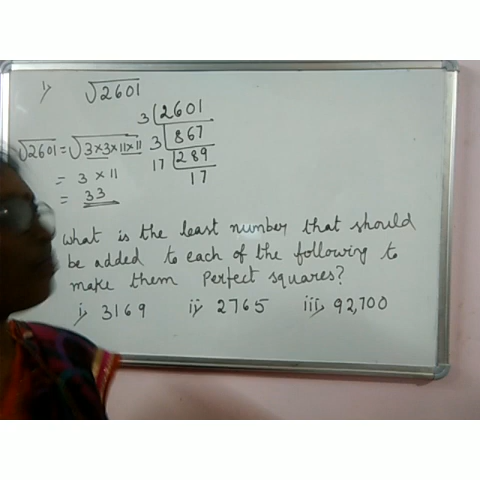 1) √2601
3 | 2601
3 | 867
17 | 289
17
√2601 = √3×3×11×11
= 3 × 11
= 33
What is the least number that should
be added to each of the following to
make them Perfect squares?
i) 3169 ii) 2765 iii) 92,700